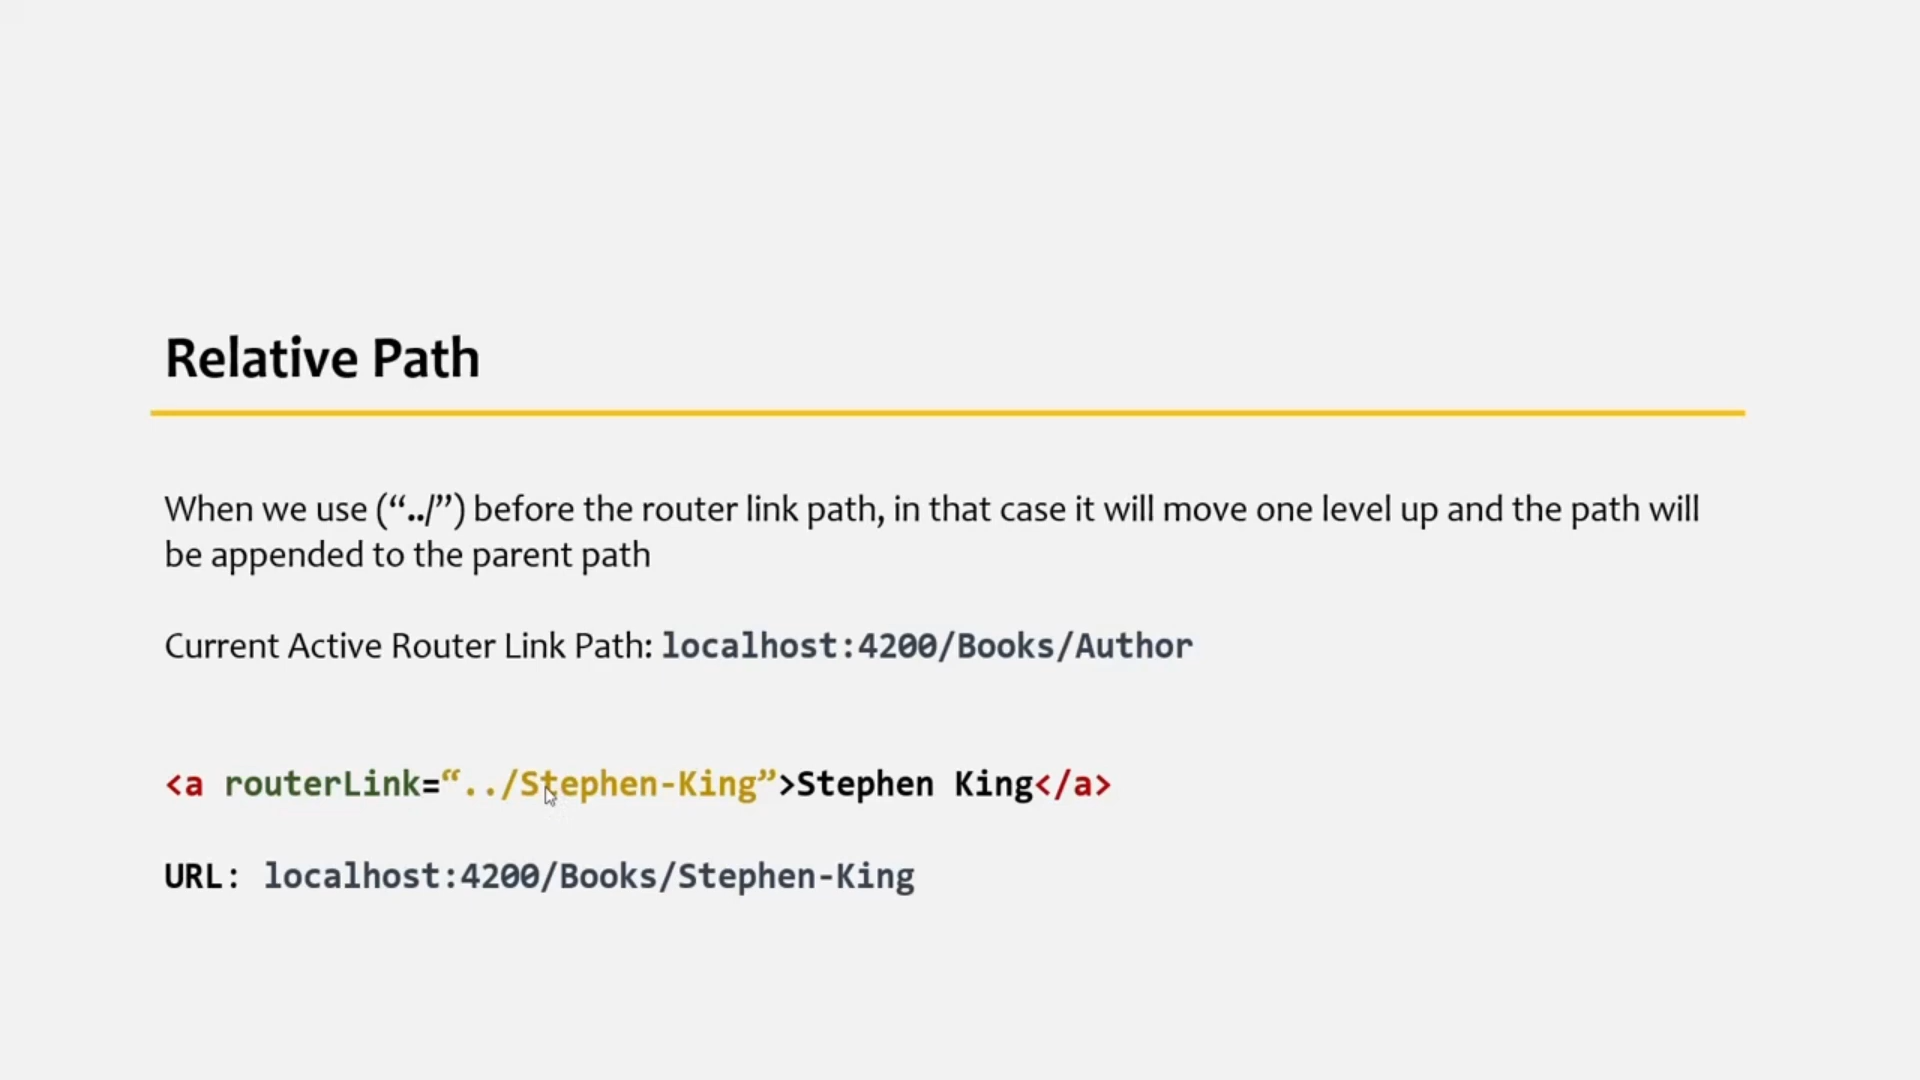 Relative Path
When we use (“../”) before the router link path, in that case it will move one level up and the path will
be appended to the parent path
Current Active Router Link Path: localhost:4200/Books/Author
<a routerLink=“../Stephen-King”>Stephen King</a>
URL: localhost:4200/Books/Stephen-King